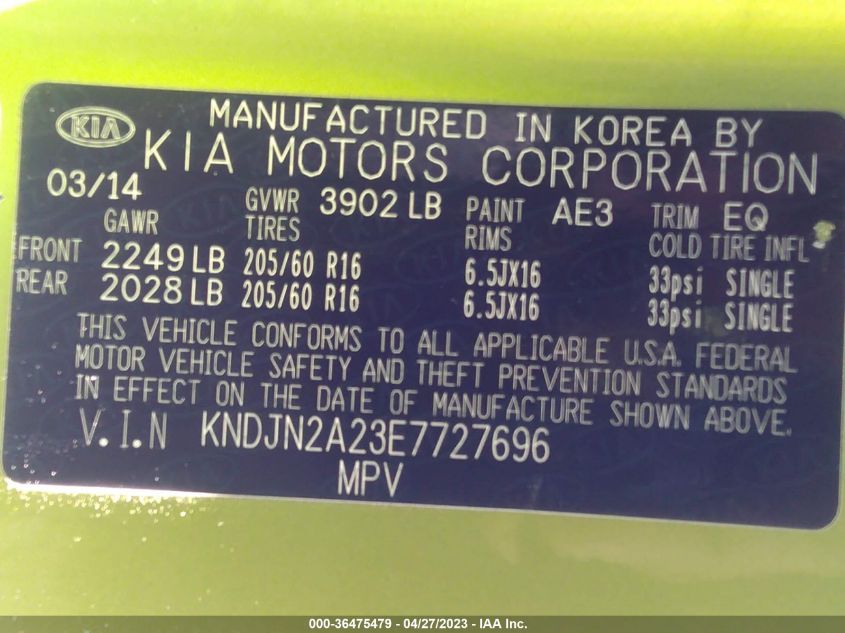 MANUFACTURED IN KOREA BY
KIA KIA MOTORS CORPORATION
03/14 GVWR 3902 LB PAINT AE3 TRIM EQ
GAWR TIRES RIMS COLD TIRE INFL
FRONT 2249 LB 205/60 R16 6.5JX16 33psi SINGLE
REAR 2028 LB 205/60 R16 6.5JX16 33psi SINGLE
THIS VEHICLE CONFORMS TO ALL APPLICABLE U.S.A. FEDERAL
MOTOR VEHICLE SAFETY AND THEFT PREVENTION STANDARDS
IN EFFECT ON THE DATE OF MANUFACTURE SHOWN ABOVE.
V.I.N KNDJN2A23E7727696
MPV
000-36475479 - 04/27/2023 - IAA Inc.